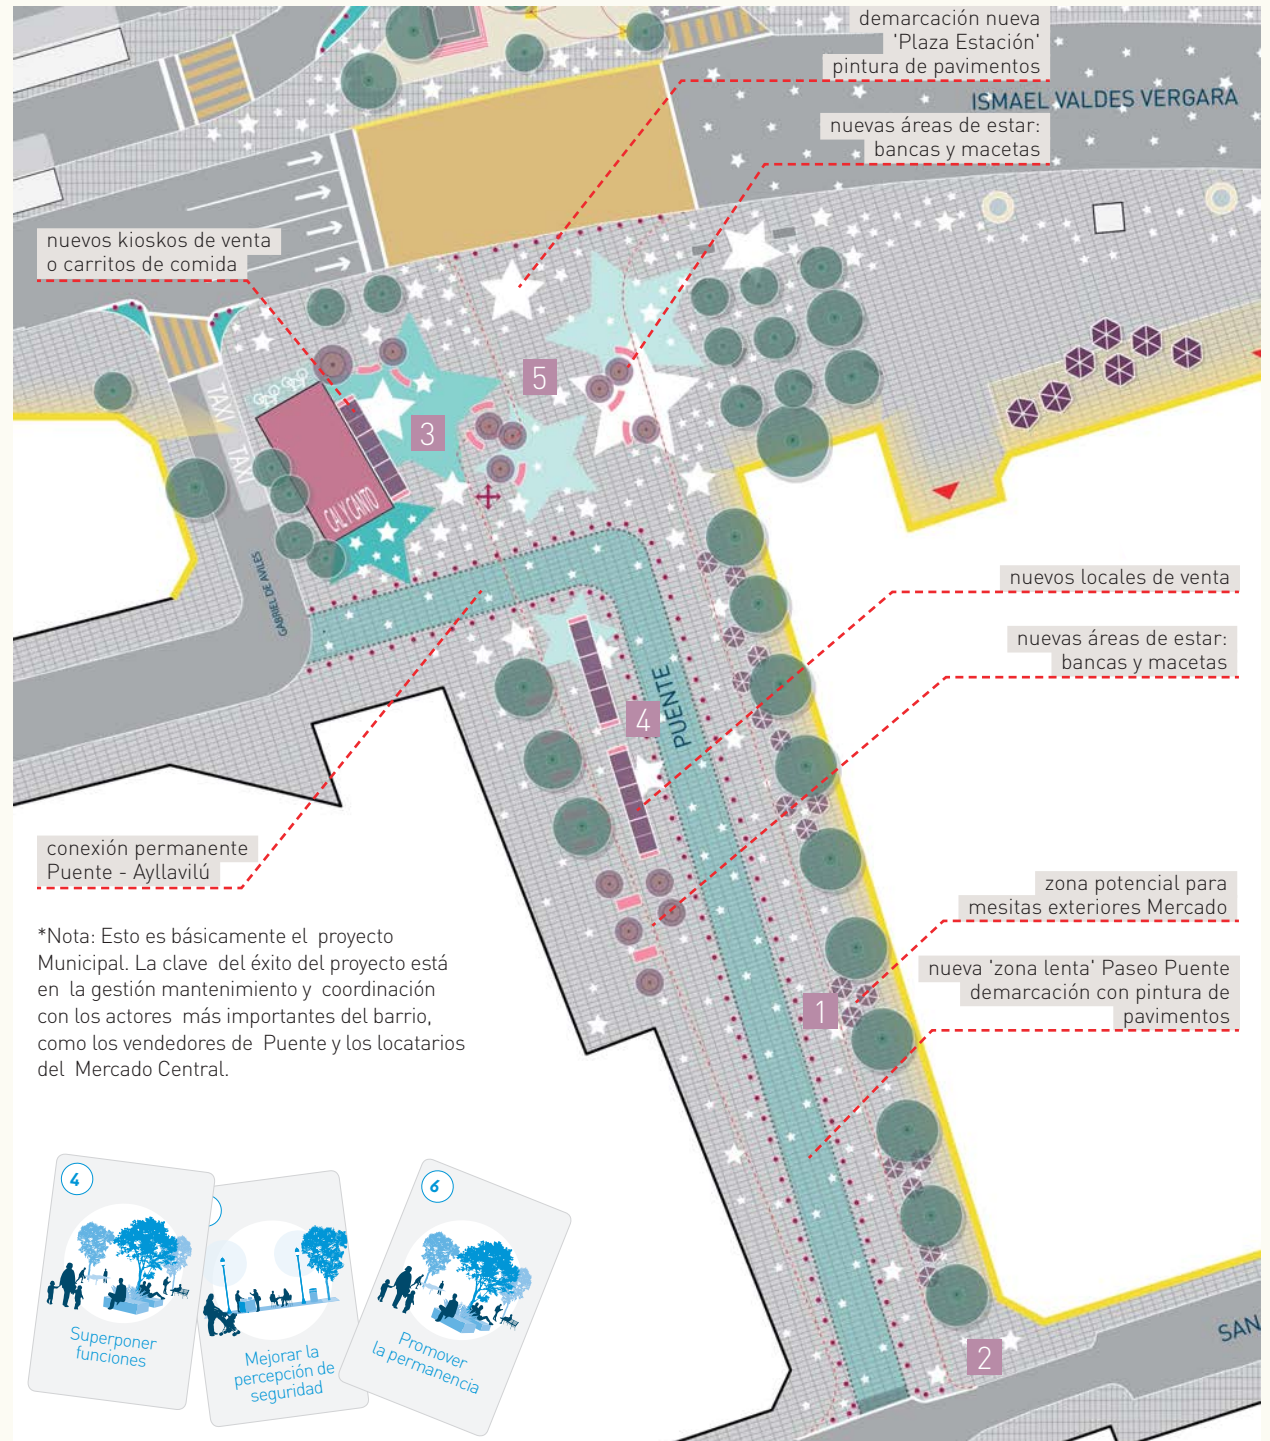 demarcación nueva
'Plaza Estación'
pintura de pavimentos
ISMAEL VALDES VERGARA
nuevas áreas de estar:
bancas y macetas
nuevos kioskos de venta
o carritos de comida
5
3
TAXI
TAXI
CAL Y CANTO
GABRIEL DE AVILES
nuevos locales de venta
nuevas áreas de estar:
bancas y macetas
PUENTE
4
conexión permanente
Puente - Ayllavilú
zona potencial para
mesitas exteriores Mercado
*Nota: Esto es básicamente el proyecto
Municipal. La clave del éxito del proyecto está
en la gestión mantenimiento y coordinación
con los actores más importantes del barrio,
como los vendedores de Puente y los locatarios
del Mercado Central.
nueva 'zona lenta' Paseo Puente
demarcación con pintura de
pavimentos
1
4
Superponer
funciones
Mejorar la
percepción de
seguridad
6
Promover
la permanencia
SAN
2